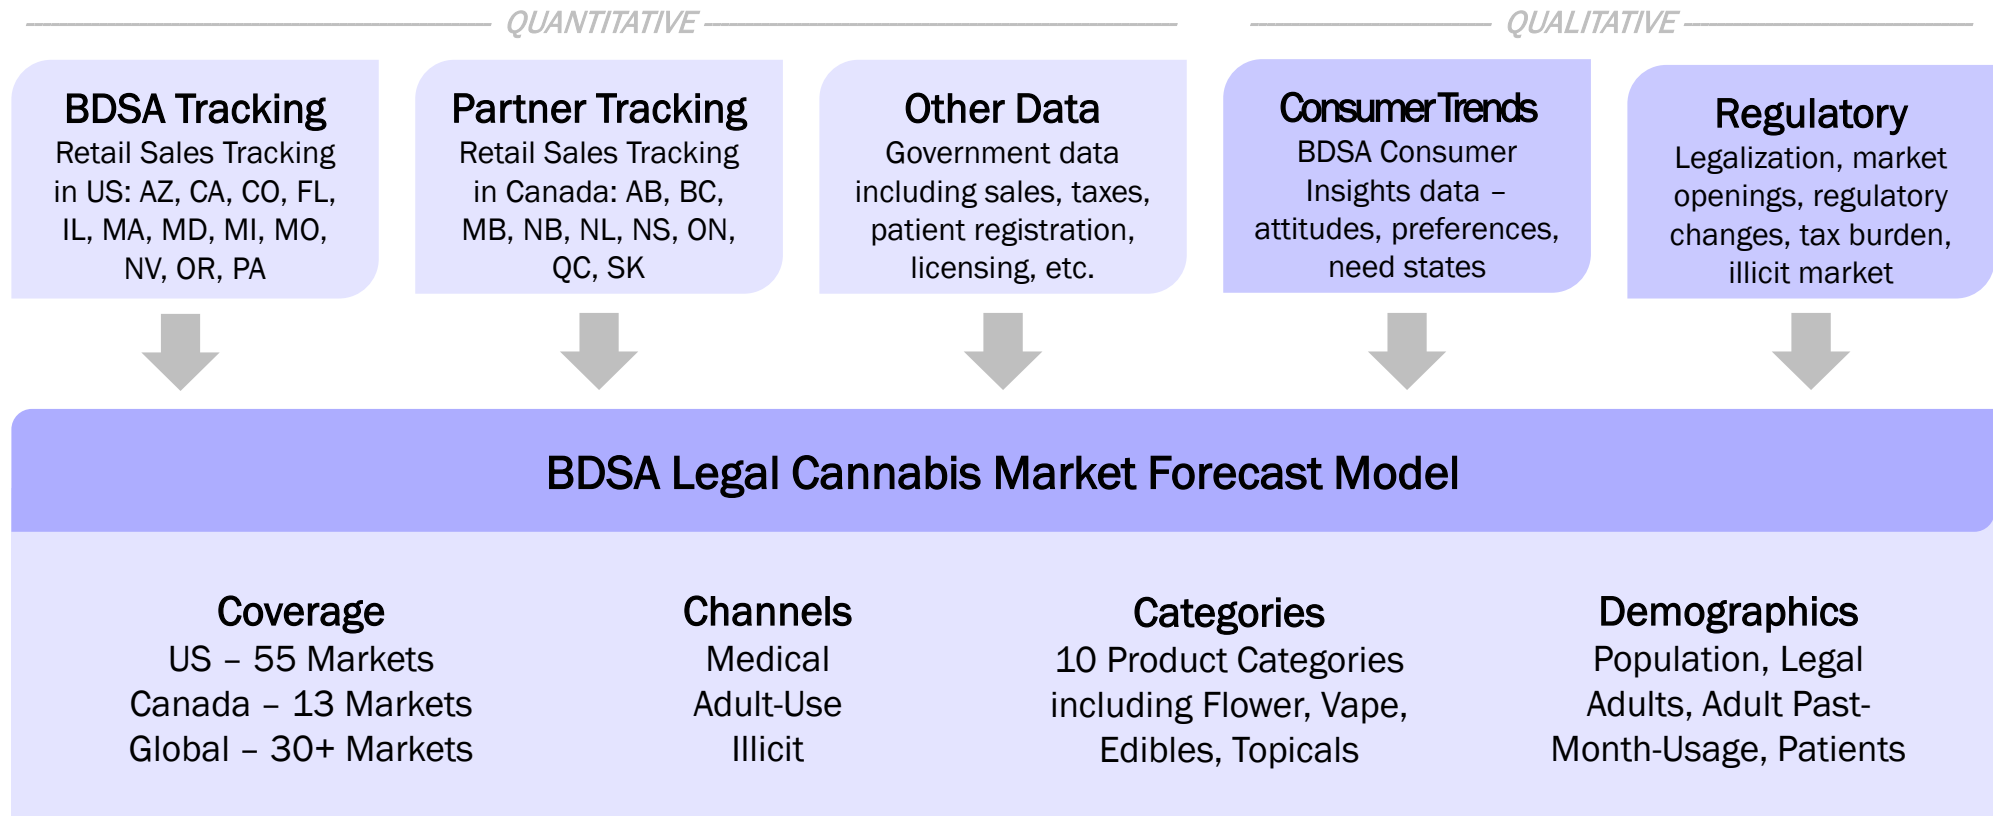 QUANTITATIVE
QUALITATIVE
BDSA Tracking
Retail Sales Tracking
in US: AZ, CA, CO, FL,
IL, MA, MD, MI, MO,
NV, OR, PA
Partner Tracking
Retail Sales Tracking
in Canada: AB, BC,
MB, NB, NL, NS, ON,
QC, SK
Other Data
Government data
including sales, taxes,
patient registration,
licensing, etc.
Consumer Trends
BDSA Consumer
Insights data –
attitudes, preferences,
need states
Regulatory
Legalization, market
openings, regulatory
changes, tax burden,
illicit market
BDSA Legal Cannabis Market Forecast Model
Coverage
US – 55 Markets
Canada – 13 Markets
Global – 30+ Markets
Channels
Medical
Adult-Use
Illicit
Categories
10 Product Categories
including Flower, Vape,
Edibles, Topicals
Demographics
Population, Legal
Adults, Adult Past-
Month-Usage, Patients